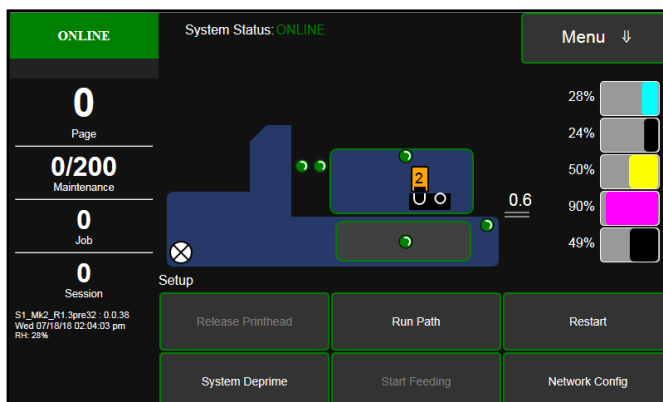 ONLINE
System Status: ONLINE
Menu ⇓
0
Page
0/200
Maintenance
0
Job
0
Session
S1_Mk2_R1.3pre32 : 0.0.38
Wed 07/18/18 02:04:03 pm
RH: 28%
2
0.6
28%
24%
50%
90%
49%
Setup
Release Printhead
Run Path
Restart
System Deprime
Start Feeding
Network Config